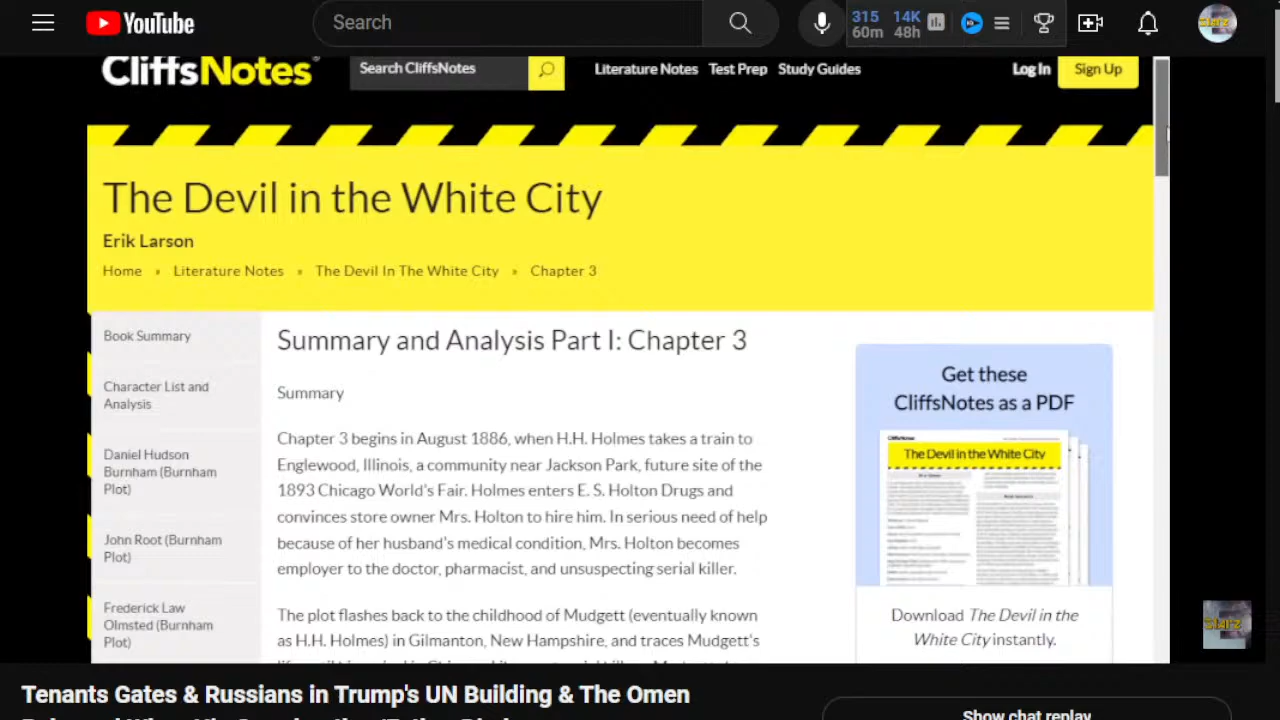 YouTube
Search
315 14K
60m 48h
CliffsNotes
Search CliffsNotes
Literature Notes Test Prep Study Guides
Log In
Sign Up
The Devil in the White City
Erik Larson
Home • Literature Notes • The Devil In The White City • Chapter 3
Book Summary
Character List and
Analysis
Daniel Hudson
Burnham (Burnham
Plot)
John Root (Burnham
Plot)
Frederick Law
Olmsted (Burnham
Plot)
Summary and Analysis Part I: Chapter 3
Summary
Chapter 3 begins in August 1886, when H.H. Holmes takes a train to
Englewood, Illinois, a community near Jackson Park, future site of the
1893 Chicago World's Fair. Holmes enters E. S. Holton Drugs and
convinces store owner Mrs. Holton to hire him. In serious need of help
because her husband's medical condition, Mrs. Holton becomes
employer to the doctor, pharmacist, and unsuspecting serial killer.
The plot flashes back to the childhood of Mudgett (eventually known
as H.H. Holmes) in Gilmanton, New Hampshire, and traces Mudgett's
Get these
CliffsNotes as a PDF
CliffsNotes
The Devil in the White City
Download The Devil in the
White City instantly.
Tenants Gates & Russians in Trump's UN Building & The Omen
Show chat replay